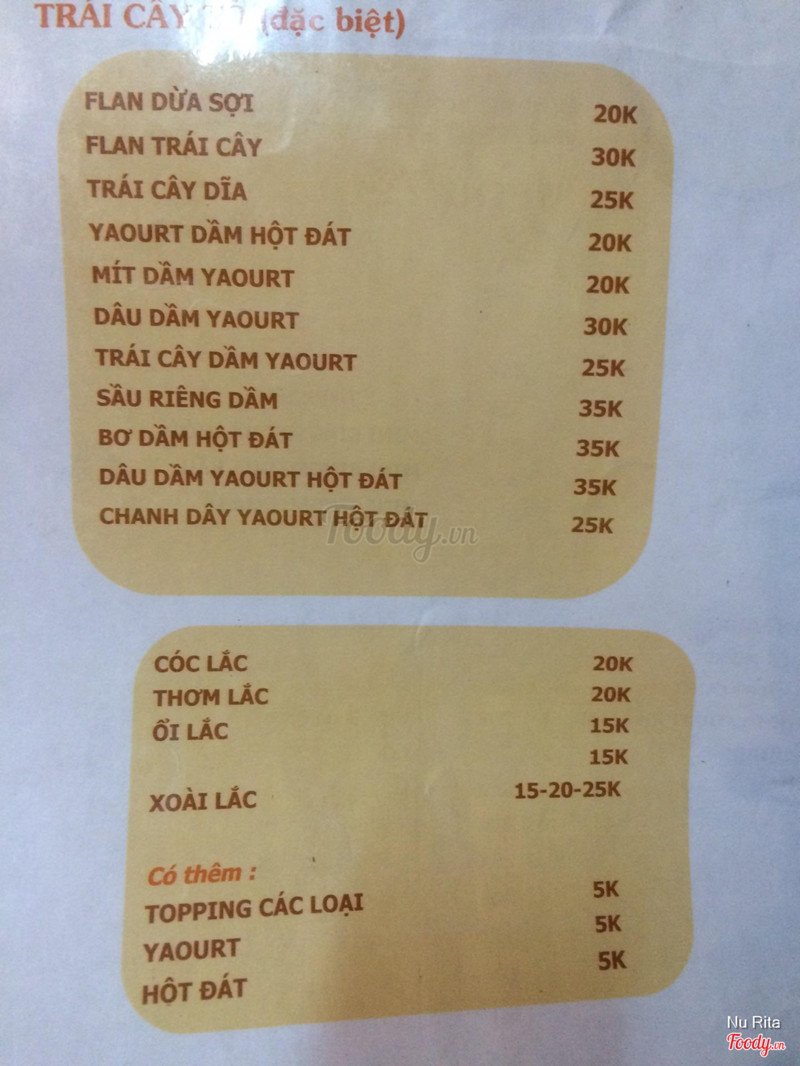 TRÁI CÂY (đặc biệt)
FLAN DỪA SỢI 20K
FLAN TRÁI CÂY 30K
TRÁI CÂY DĨA 25K
YAOURT DẦM HỘT ĐÁT 20K
MÍT DẦM YAOURT 20K
DÂU DẦM YAOURT 30K
TRÁI CÂY DẦM YAOURT 25K
SẦU RIÊNG DẦM 35K
BƠ DẦM HỘT ĐÁT 35K
DÂU DẦM YAOURT HỘT ĐÁT 35K
CHANH DÂY YAOURT HỘT ĐÁT 25K
Foody.vn
CÓC LẮC 20K
THƠM LẮC 20K
ỔI LẮC 15K
15K
XOÀI LẮC 15-20-25K
Có thêm :
TOPPING CÁC LOẠI 5K
YAOURT 5K
HỘT ĐÁT 5K
Nu Rita
Foody.vn